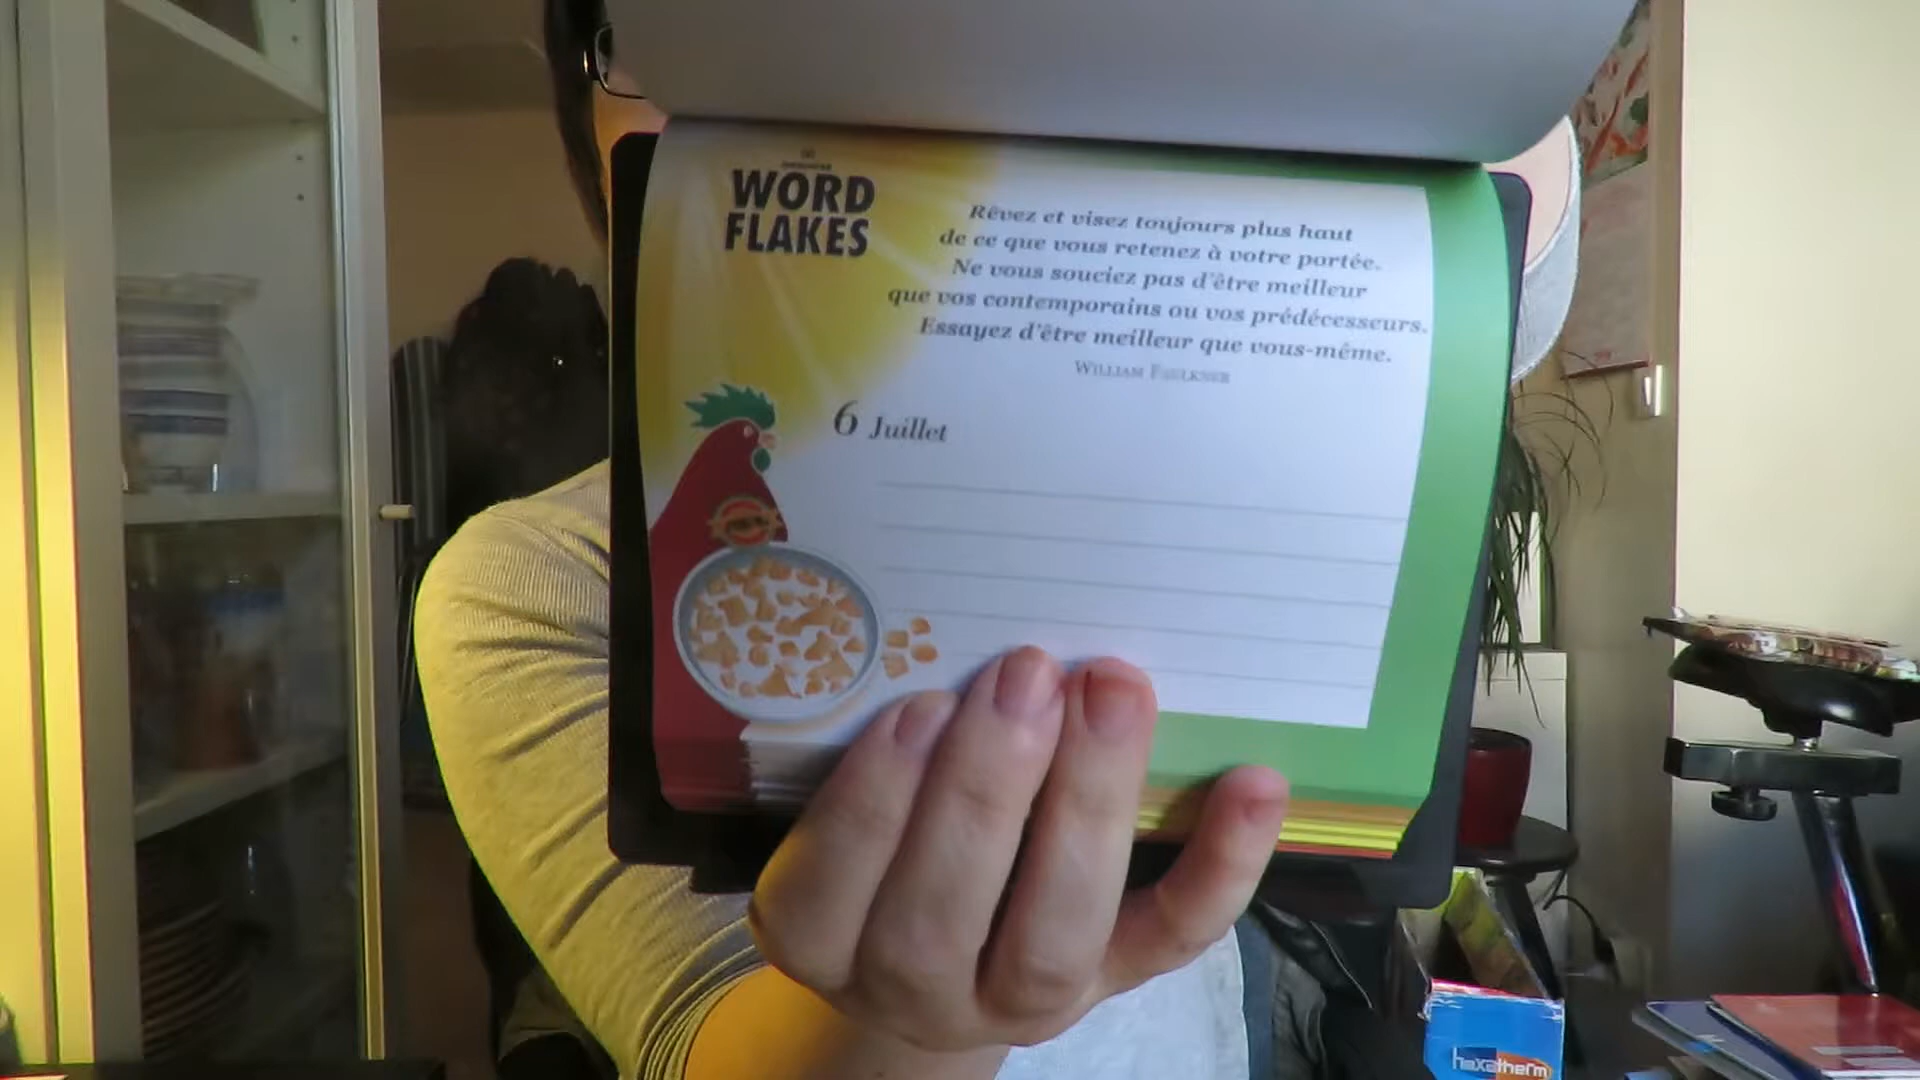 WORD
FLAKES
Rêvez et visez toujours plus haut
de ce que vous retenez à votre portée.
Ne vous souciez pas d'être meilleur
que vos contemporains ou vos prédécesseurs.
Essayez d'être meilleur que vous-même.
WILLIAM FAULKNER
6 Juillet
hexatherm